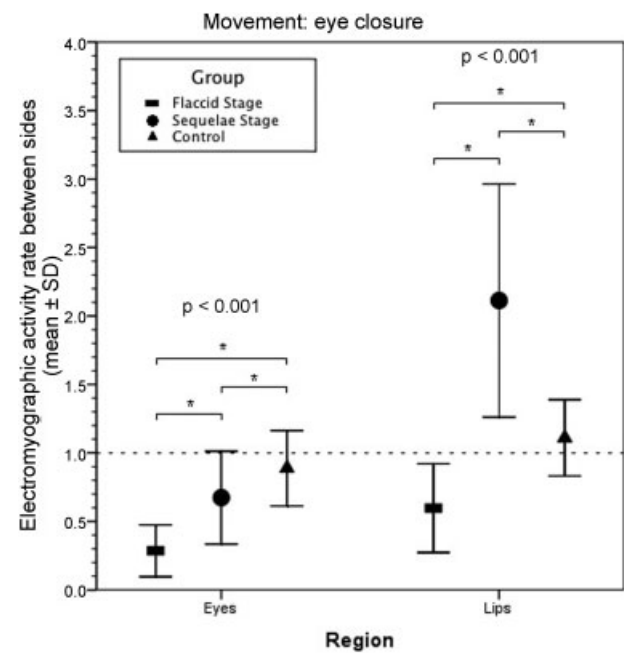 Movement: eye closure
Electromyographic activity rate between sides
(mean ± SD)
4.0
3.5
3.0
2.5
2.0
1.5
1.0
0.5
0.0
Group
Flaccid Stage
Sequelae Stage
Control
p < 0.001
*
*
*
p < 0.001
*
*
*
Eyes
Lips
Region